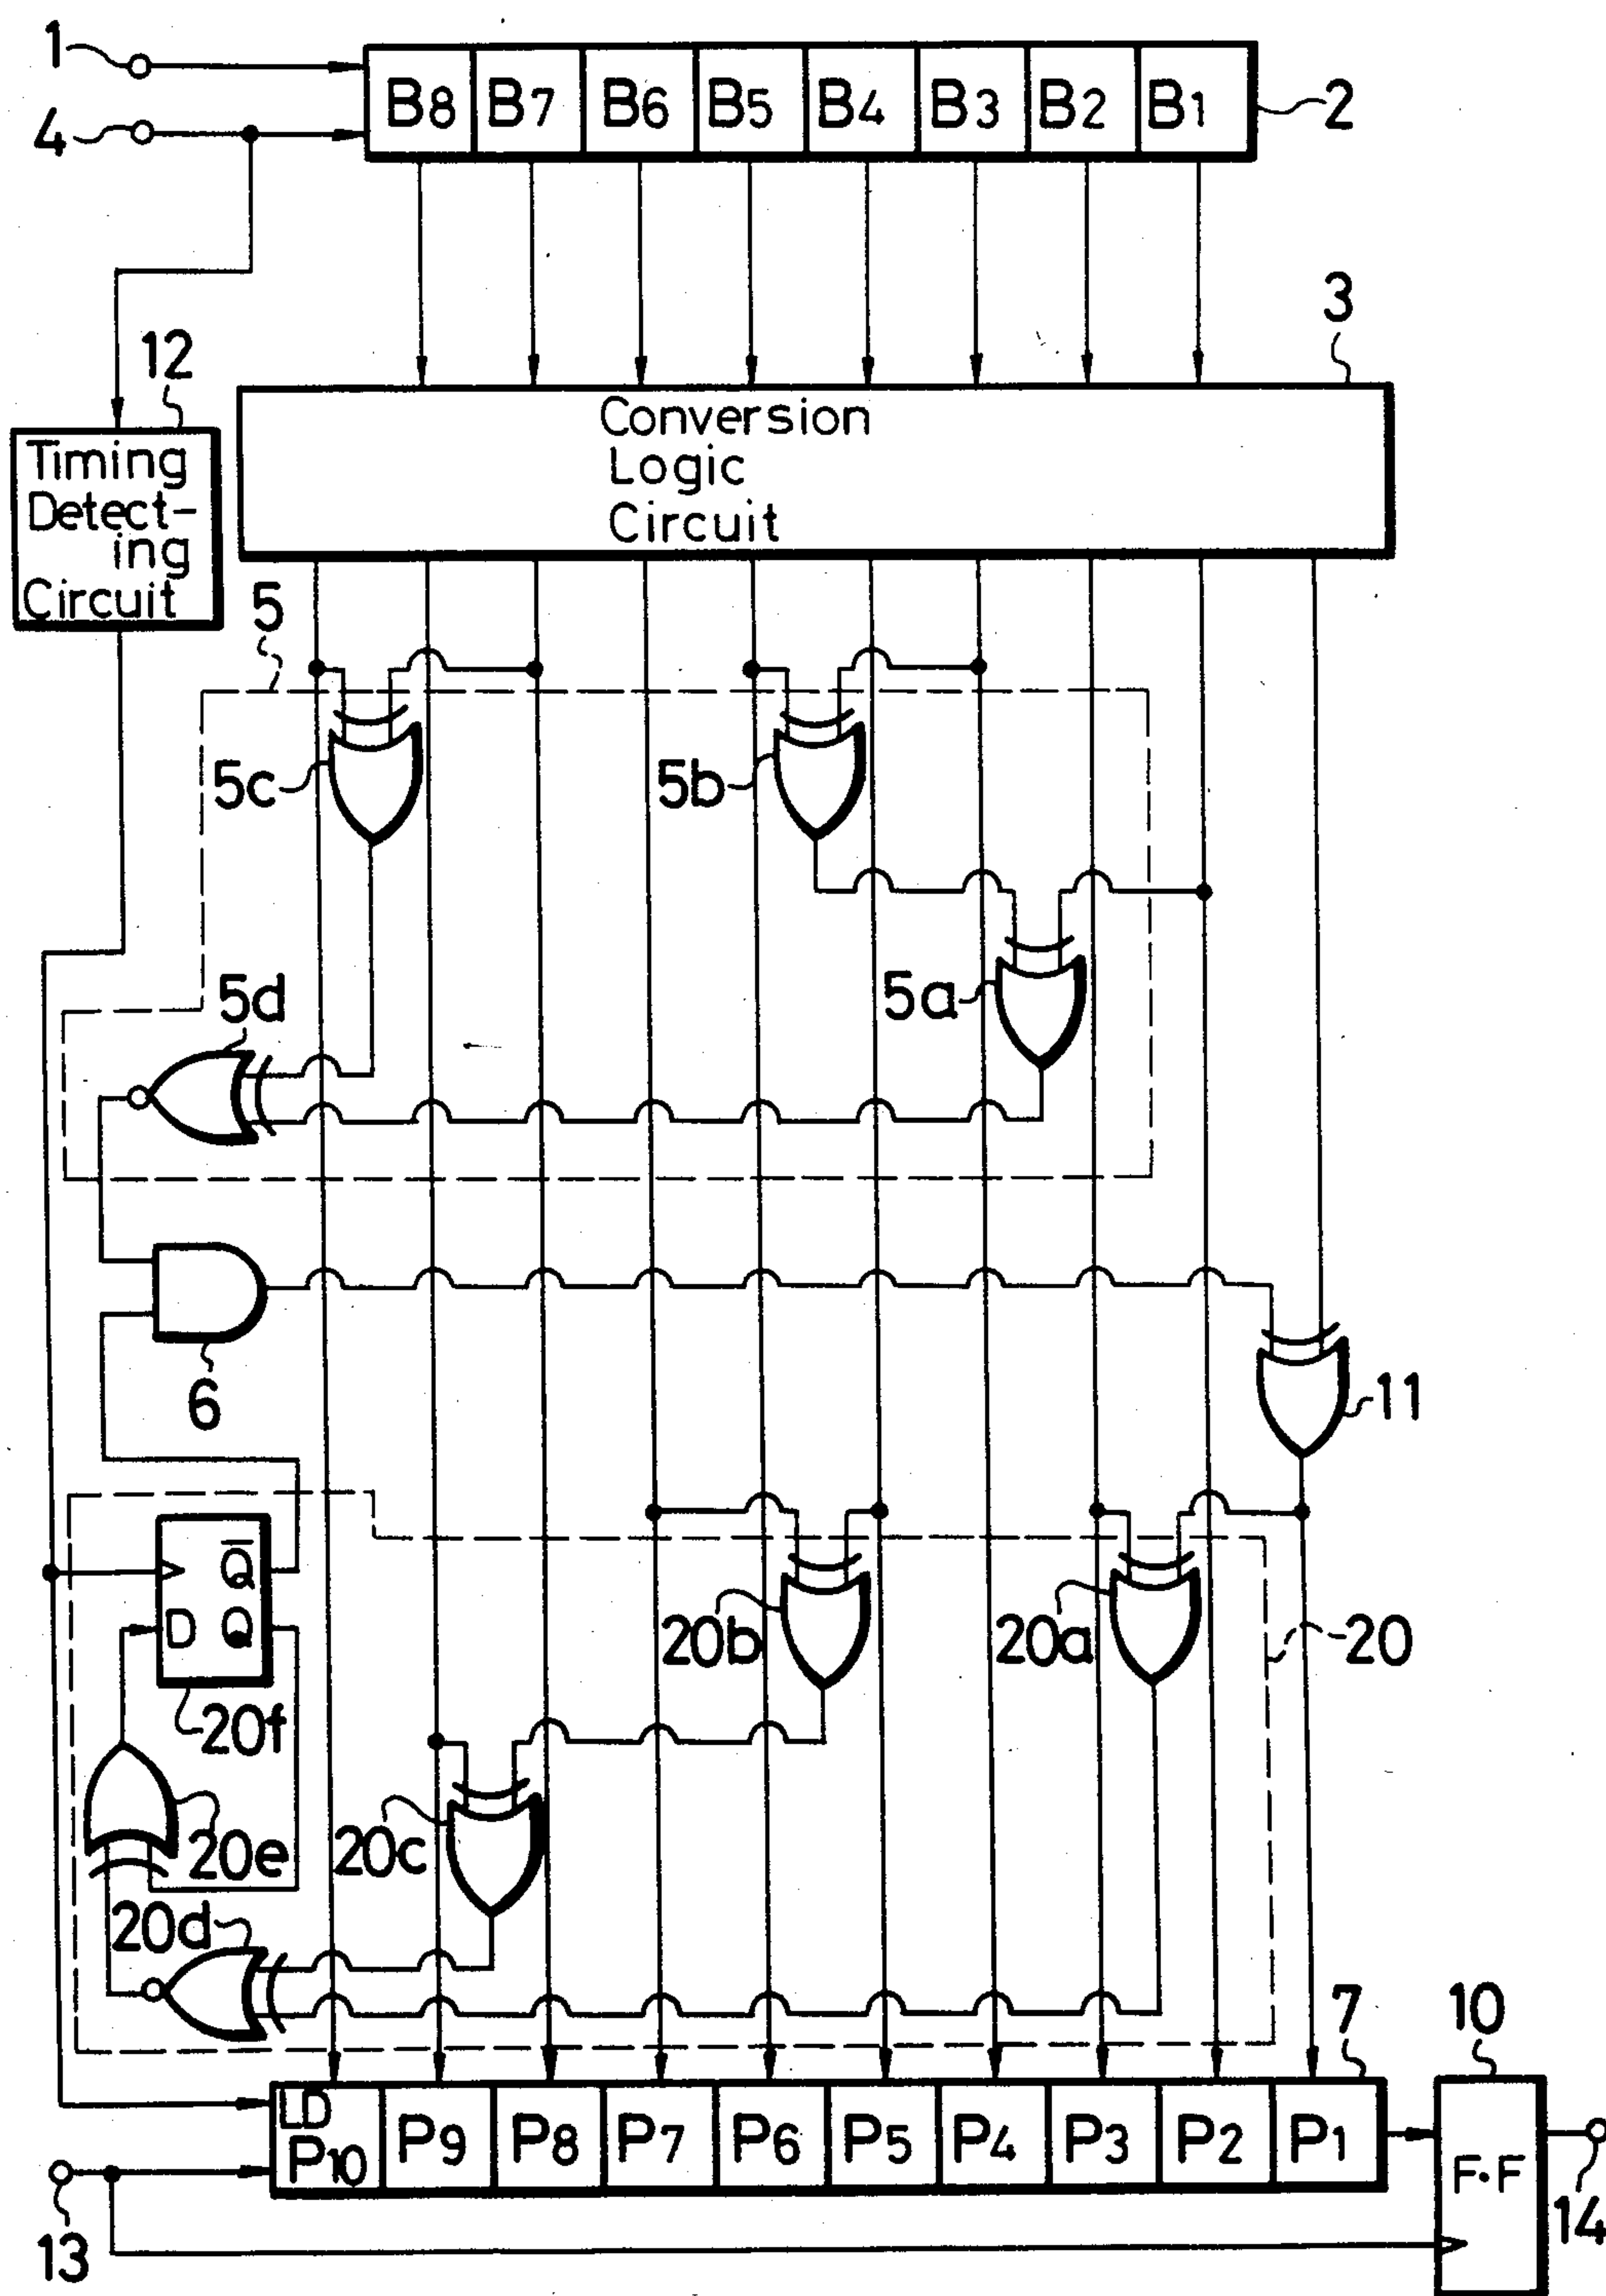 1
4
B8 B7 B6 B5 B4 B3 B2 B1
2
3
12
Conversion
Logic
Circuit
Timing
Detect-
ing
Circuit
5
5c
5b
5a
5d
6
11
Q̅
D Q
20b
20a
20
20f
20e
20c
20d
7
10
LD
P10 P9 P8 P7 P6 P5 P4 P3 P2 P1
F·F
13
14